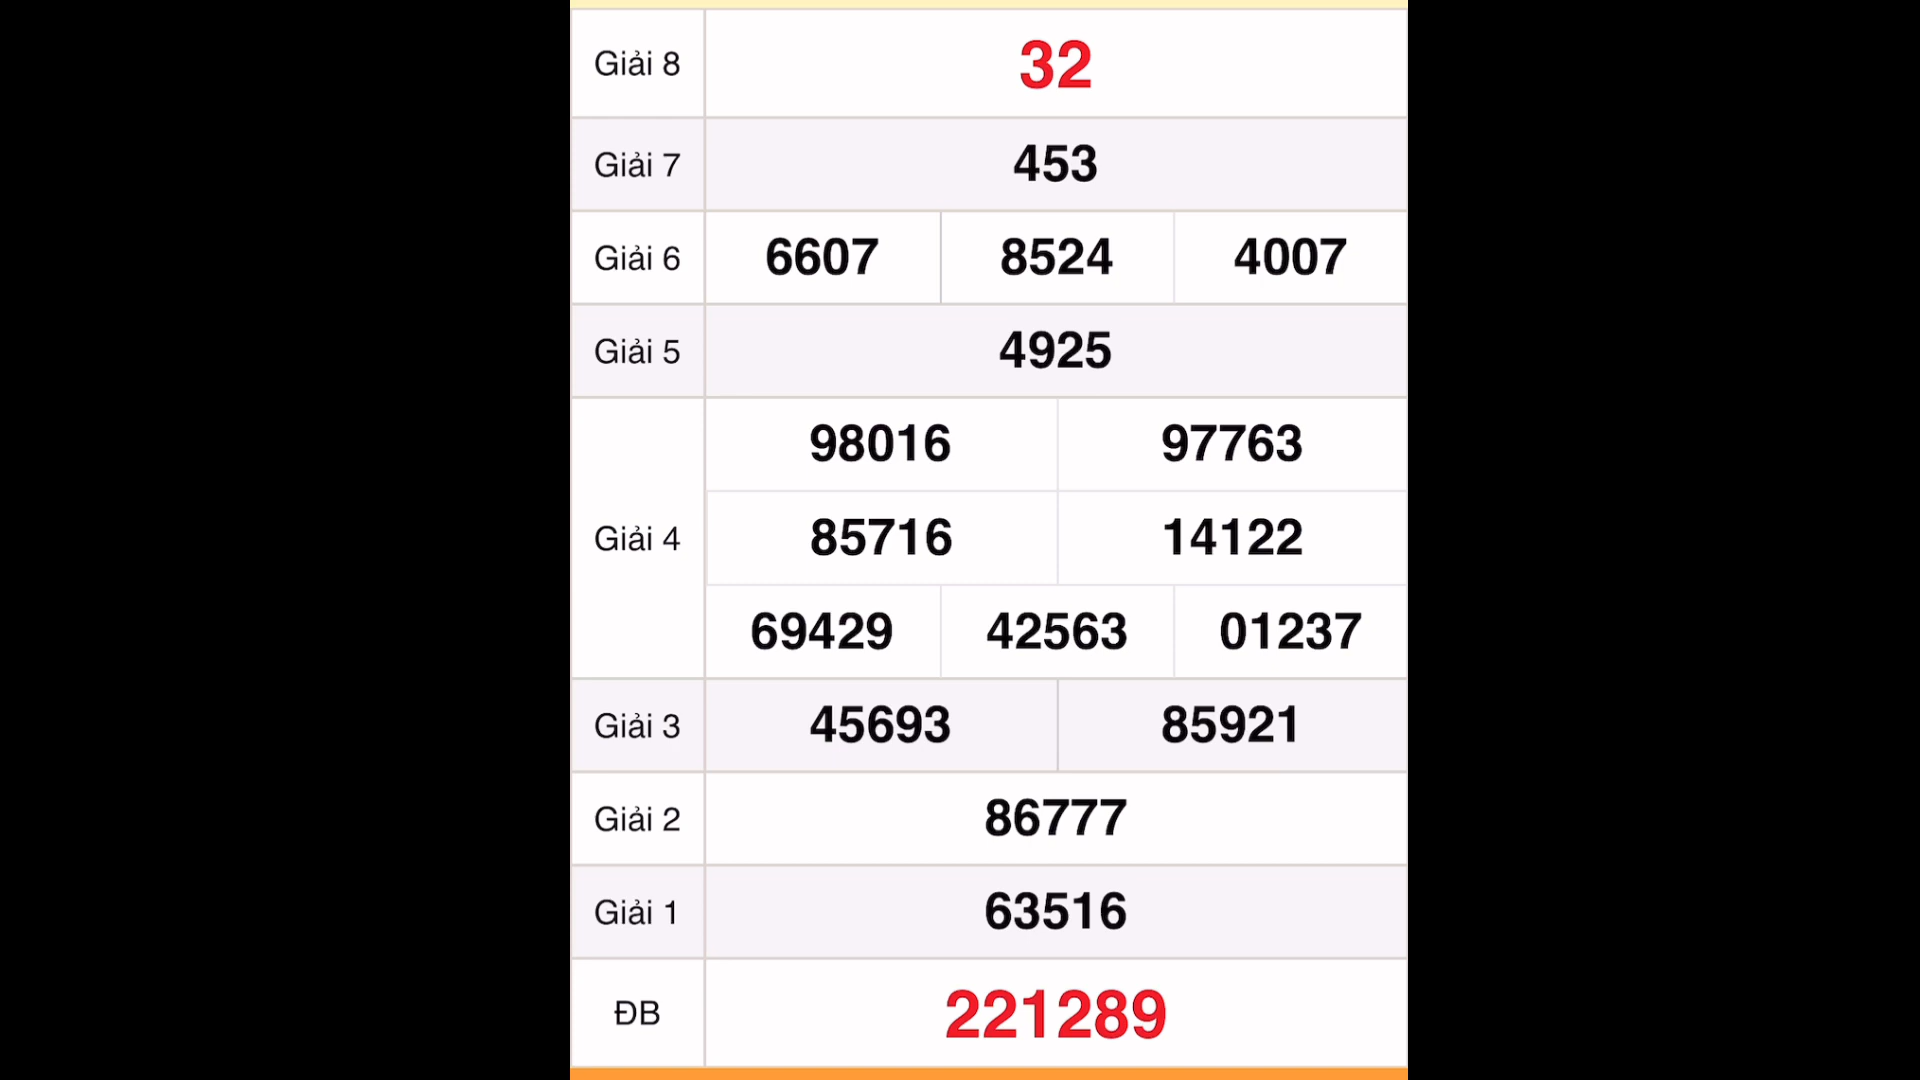 Giải 8 32
Giải 7 453
Giải 6 6607 8524 4007
Giải 5 4925
98016 97763
Giải 4 85716 14122
69429 42563 01237
Giải 3 45693 85921
Giải 2 86777
Giải 1 63516
ĐB 221289